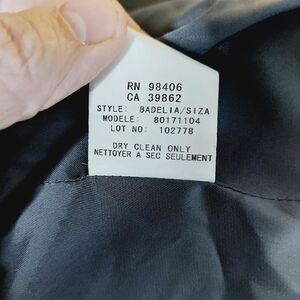 RN 98406
CA 39862
STYLE: BADELIA/SIZA
MODELE: 80171104
LOT NO: 102778
DRY CLEAN ONLY
NETTOYER A SEC SEULEMENT